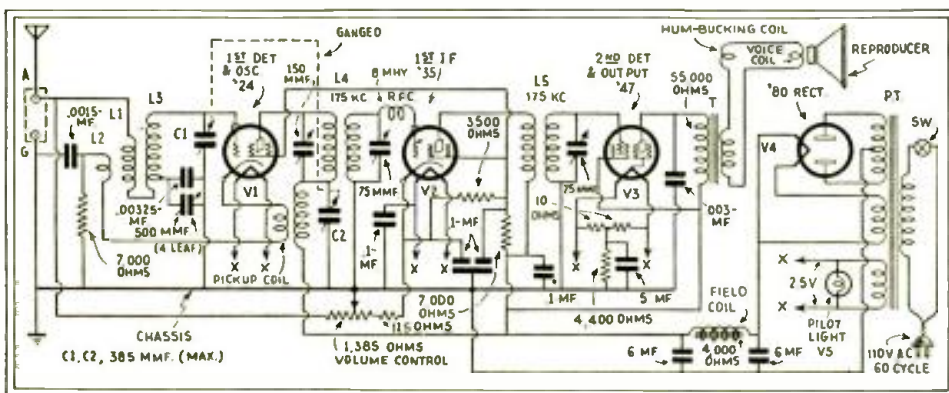 GANGED
HUM-BUCKING COIL
VOICE
COIL
REPRODUCER
1ST DET
& OSC
'24
150
MMF
L4
175 KC
8 MHY
R.F.C
1ST I F
'35
L5
175 KC
2ND DET
& OUTPUT
'47
55000
OHMS
T
'80 RECT.
P.T.
SW
A
G
.0015-
MF
L1
L2
L3
C1
V1
75 MMF
V2
3500
OHMS
75 MMF
V3
10
OHMS
.003-
MF
V4
.00325-
MF
500 MMF
(4 LEAF)
7,000
OHMS
X X
PICKUP COIL
C2
.1-
MF
X X
.1-MF
.1 MF
X X
5 MF
4,400 OHMS
FIELD
COIL
X
2.5V
X
PILOT
LIGHT
V5
110V AC
60 CYCLE
CHASSIS
C1, C2, 385 MMF. (MAX.)
1,385 OHMS
VOLUME CONTROL
7,000
OHMS
OHMS
6 MF
4,000
OHMS
6 MF